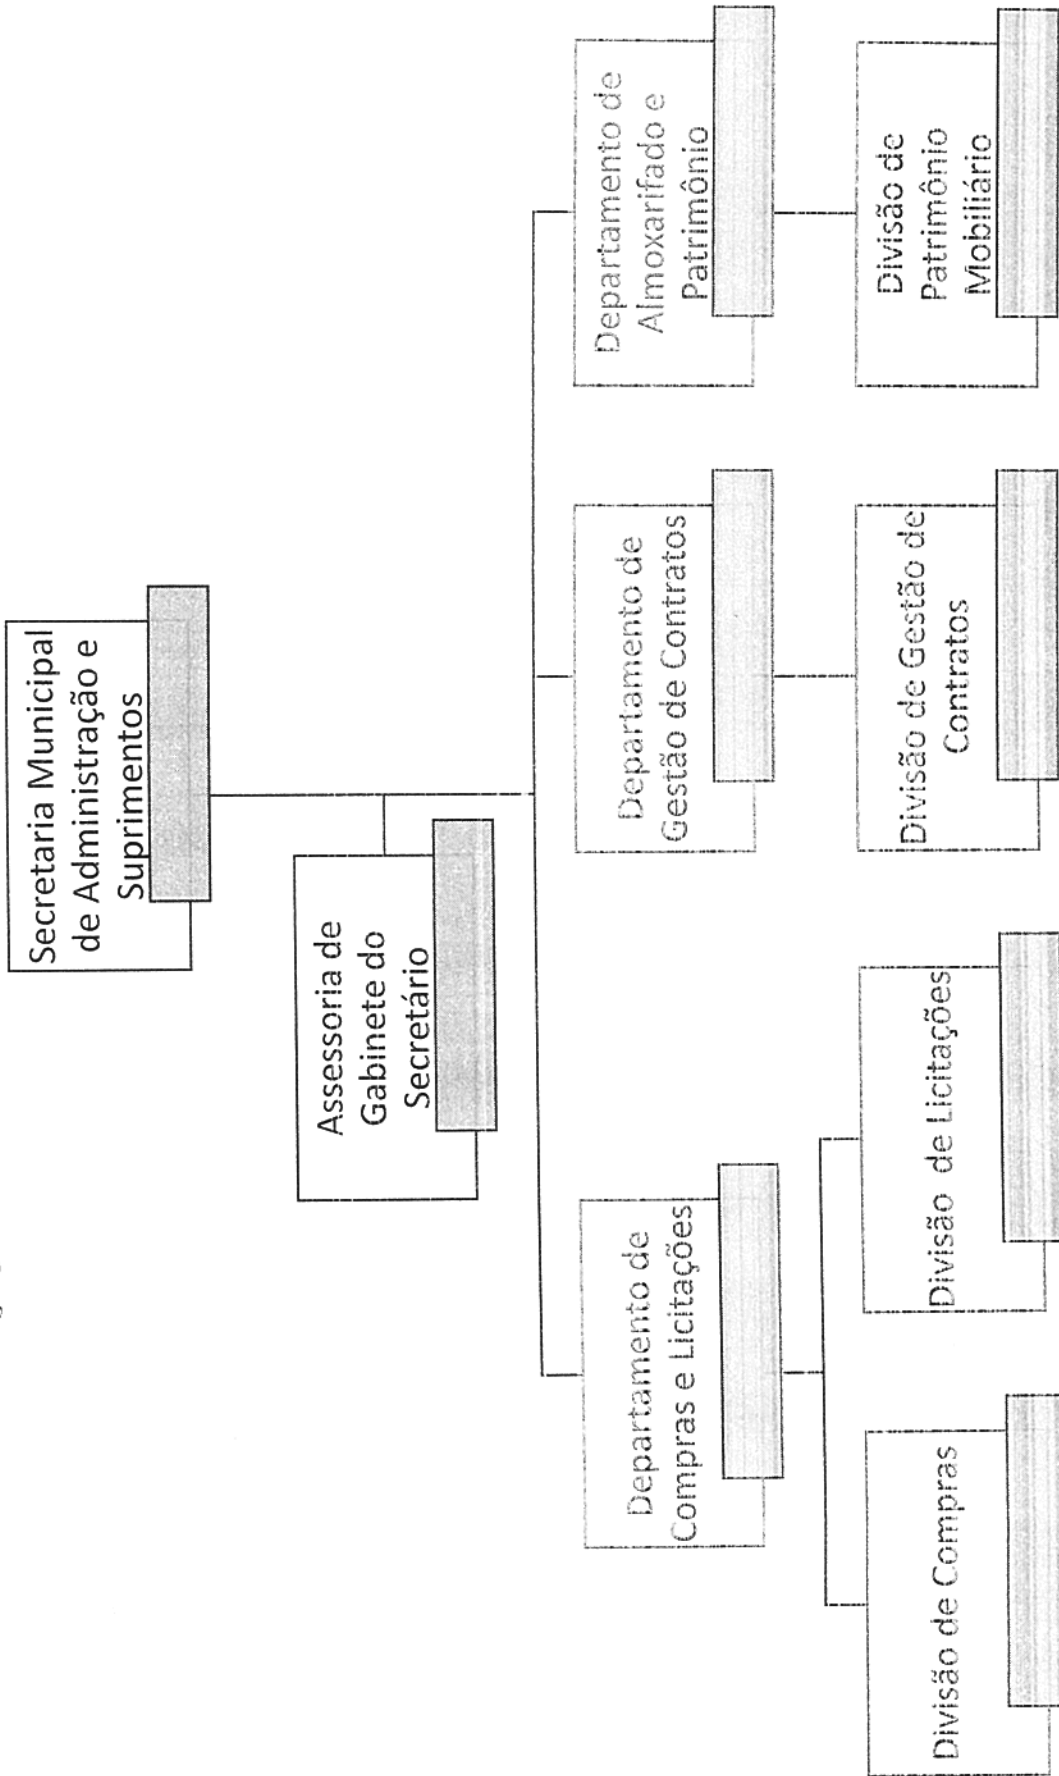 Secretaria Municipal
de Administração e
Suprimentos
Assessoria de
Gabinete do
Secretário
Departamento de
Compras e Licitações
Departamento de
Gestão de Contratos
Departamento de
Almoxarifado e
Patrimônio
Divisão de Compras
Divisão de Licitações
Divisão de Gestão de
Contratos
Divisão de
Patrimônio
Mobiliário